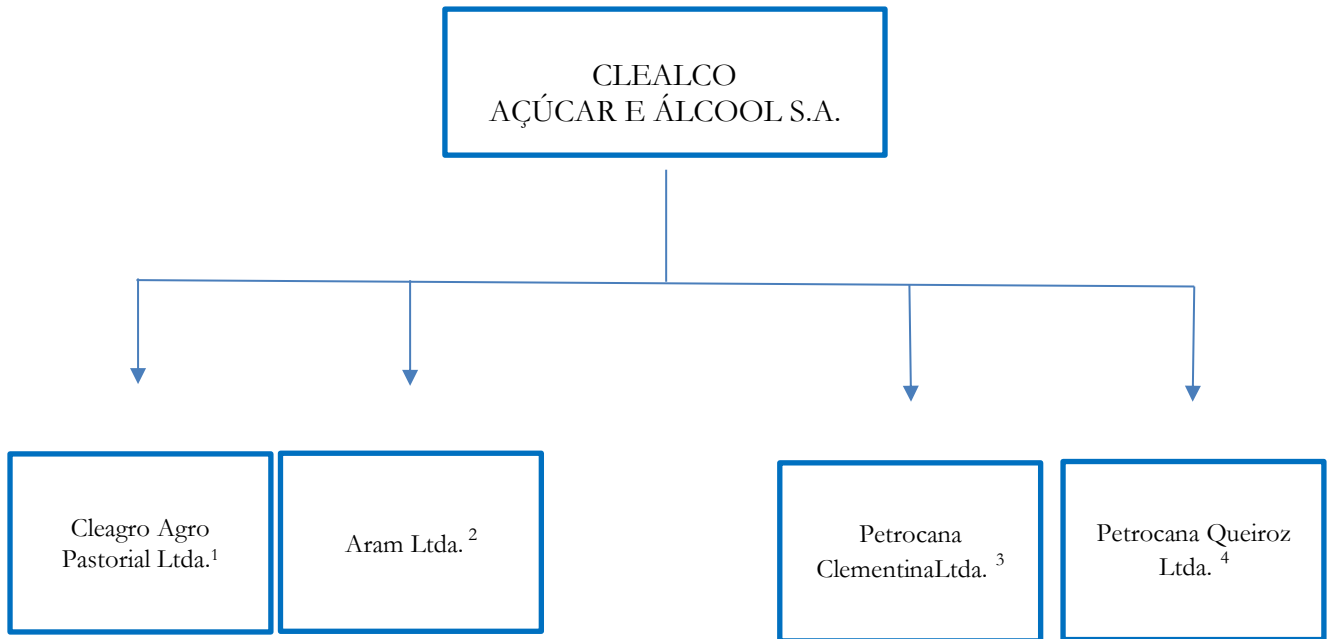 CLEALCO
AÇÚCAR E ÁLCOOL S.A.
Cleagro Agro
Pastorial Ltda.¹
Aram Ltda. ²
Petrocana
ClementinaLtda. ³
Petrocana Queiroz
Ltda. ⁴